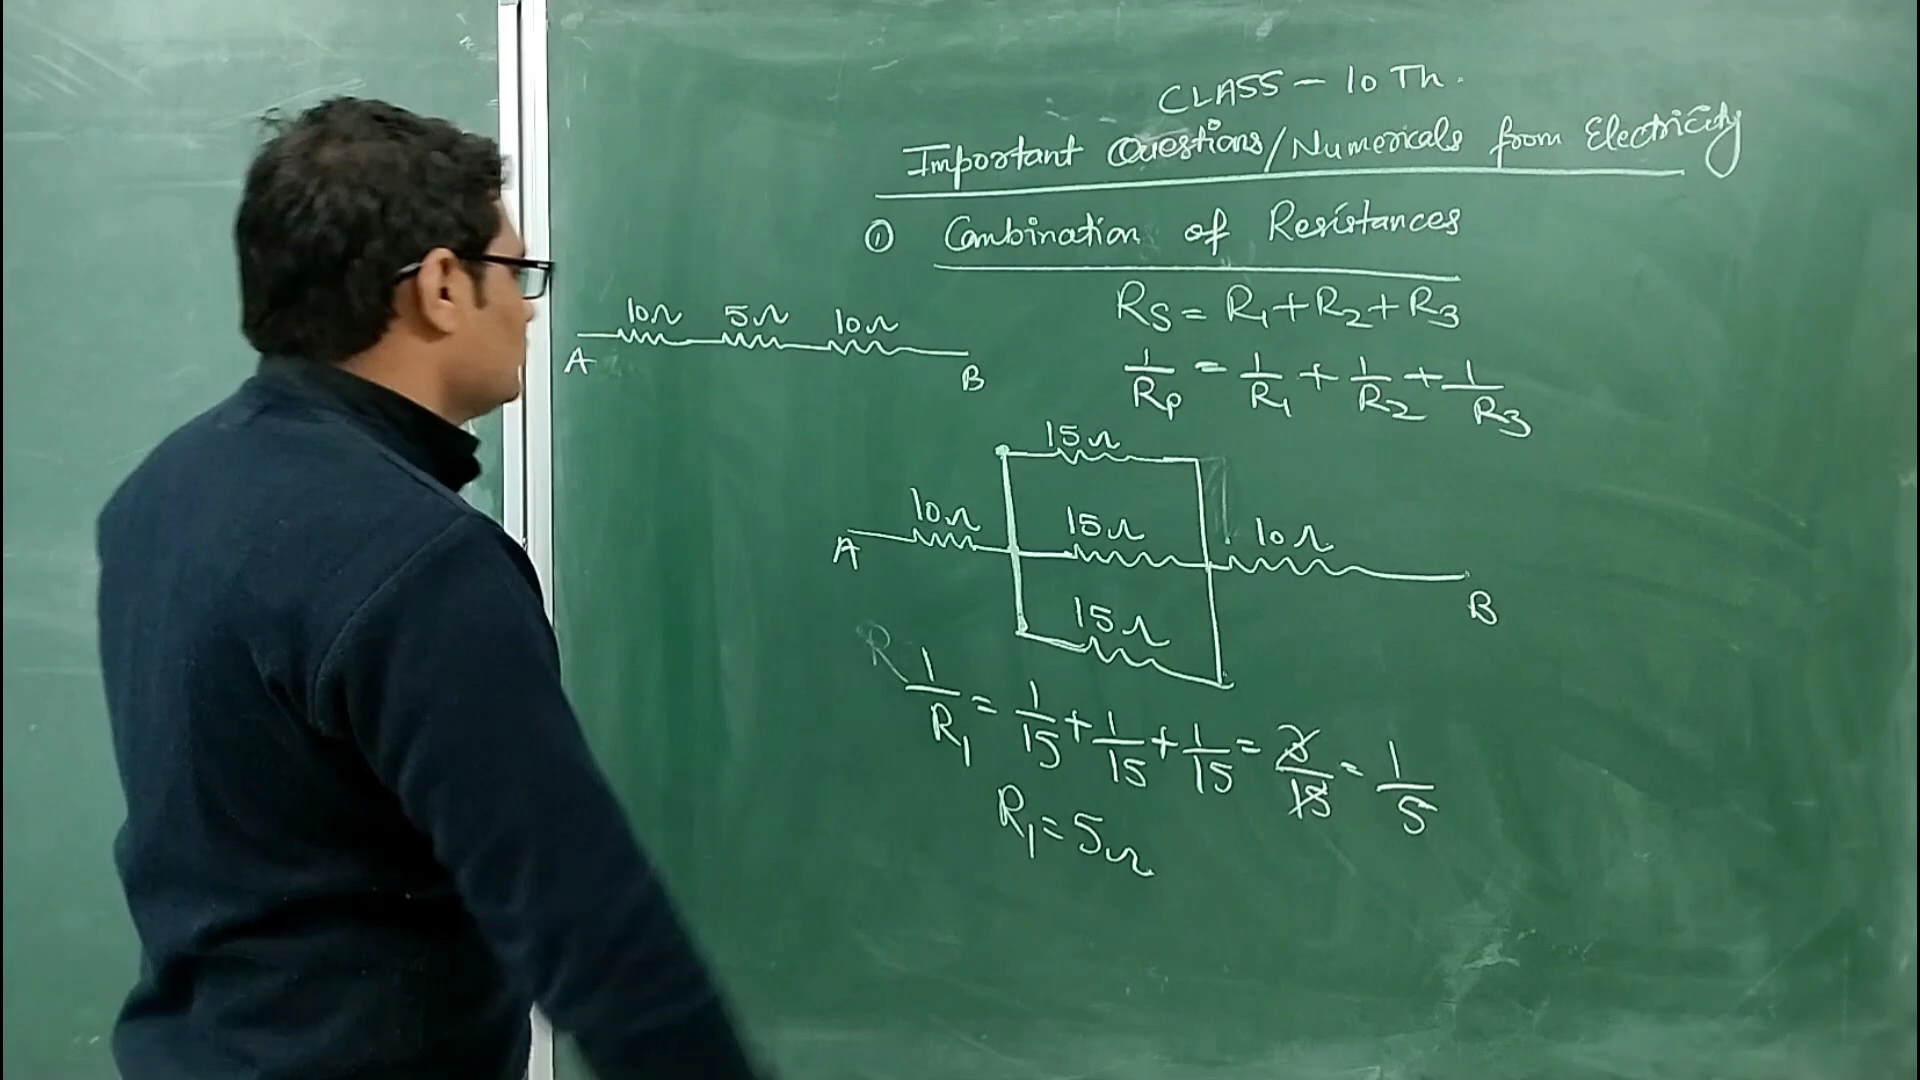 CLASS - 10 Th.
Important Questions/Numericals from Electricity
① Combination of Resistances
RS = R1 + R2 + R3
1/RP = 1/R1 + 1/R2 + 1/R3
10Ω 5Ω 10Ω
A B
15Ω
10Ω 15Ω 10Ω
A B
15Ω
R
1/R1 = 1/15 + 1/15 + 1/15 = 3/15 = 1/5
R1 = 5Ω